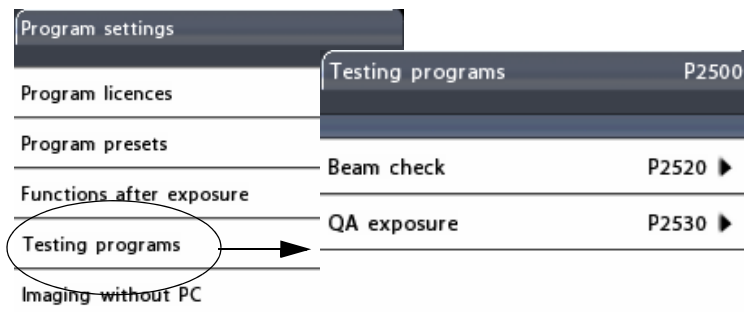 Program settings
Program licences
Program presets
Functions after exposure
Testing programs
Imaging without PC
Testing programs P2500
Beam check P2520
QA exposure P2530